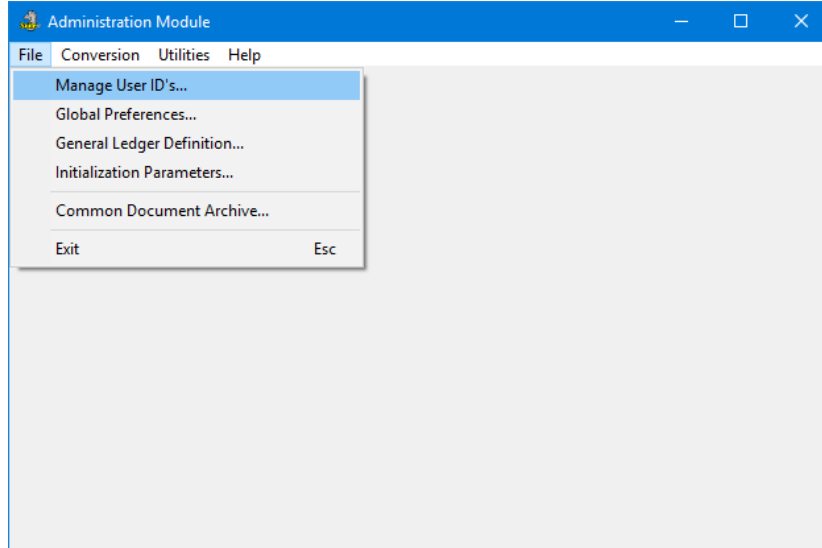 Administration Module
File Conversion Utilities Help
Manage User ID's...
Global Preferences...
General Ledger Definition...
Initialization Parameters...
Common Document Archive...
Exit Esc